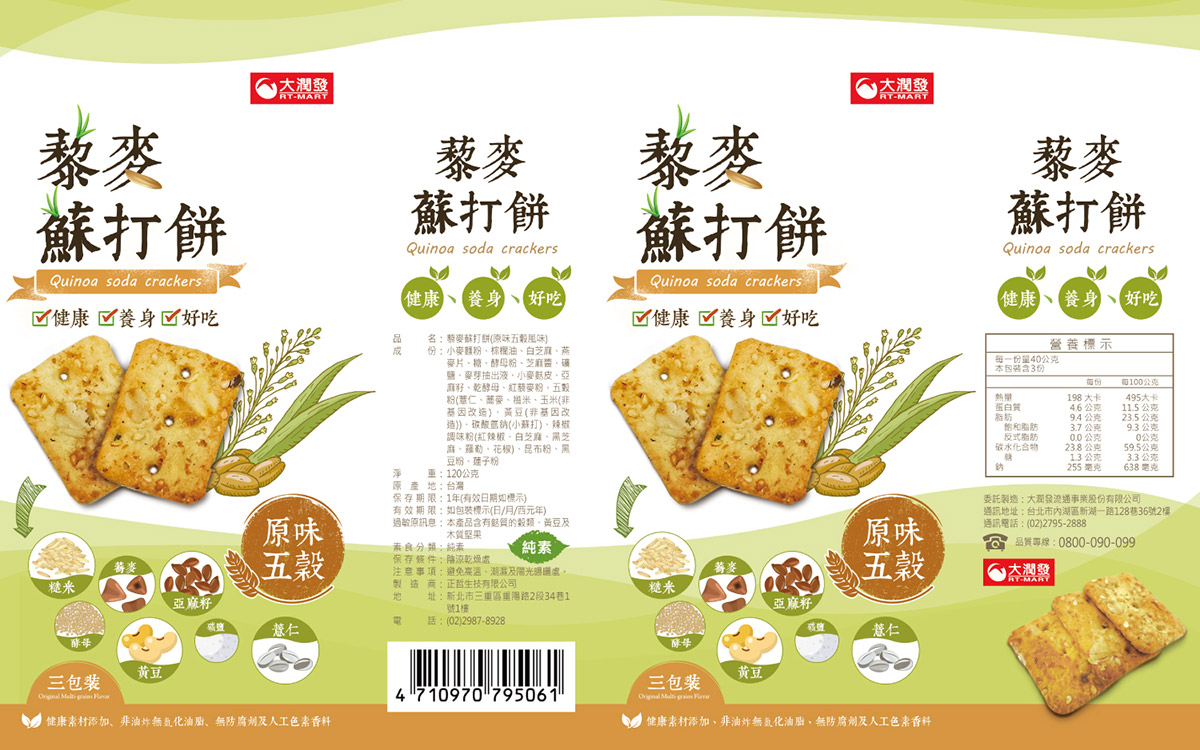 大潤發
RT-MART
藜麥
蘇打餅
Quinoa soda crackers
健康 養身 好吃
原味
五穀
糙米
蕎麥
亞麻籽
酵母
黃豆
礦鹽
薏仁
三包裝
Original Multi-grains Flavor
健康素材添加、非油炸無氫化油脂、無防腐劑及人工色素香料
藜麥
蘇打餅
Quinoa soda crackers
健康、養身、好吃
品名：藜麥蘇打餅(原味五穀風味)
成份：小麥麵粉、棕櫚油、白芝麻、燕
麥片、糖、酵母粉、芝麻醬、礦
鹽、麥芽抽出液、小麥麩皮、亞
麻籽、乾酵母、紅藜麥粉、五穀
粉(薏仁、蕎麥、糙米、玉米(非
基因改造)、黃豆(非基因改
造))、碳酸氫鈉(小蘇打)、辣椒
調味粉(紅辣椒、白芝麻、黑芝
麻、羅勒、花椒)、昆布粉、黑
豆粉、蓮子粉
淨重：120公克
原產地：台灣
保存期限：1年(有效日期如標示)
有效期限：如包裝標示(日/月/西元年)
過敏原訊息：本產品含有麩質的穀類、黃豆及
木質堅果
素食分類：純素
純素
保存條件：陰涼乾燥處
注意事項：避免高溫、潮濕及陽光曝曬處。
製造商：正哲生技有限公司
地址：新北市三重區重陽路2段34巷1
號1樓
電話：(02)2987-8928
4 710970 795061
大潤發
RT-MART
藜麥
蘇打餅
Quinoa soda crackers
健康 養身 好吃
原味
五穀
糙米
蕎麥
亞麻籽
酵母
黃豆
礦鹽
薏仁
三包裝
Original Multi-grains Flavor
健康素材添加、非油炸無氫化油脂、無防腐劑及人工色素香料
藜麥
蘇打餅
Quinoa soda crackers
健康、養身、好吃
營養標示
每一份量40公克
本包裝含3份
每份 每100公克
熱量 198 大卡 495大卡
蛋白質 4.6 公克 11.5 公克
脂肪 9.4 公克 23.5 公克
飽和脂肪 3.7 公克 9.3 公克
反式脂肪 0.0 公克 0公克
碳水化合物 23.8 公克 59.5公克
糖 1.3 公克 3.3 公克
鈉 255 毫克 638 毫克
委託製造：大潤發流通事業股份有限公司
通訊地址：台北市內湖區新湖一路128巷36號2樓
通訊電話：(02)2795-2888
品質專線：0800-090-099
大潤發
RT-MART